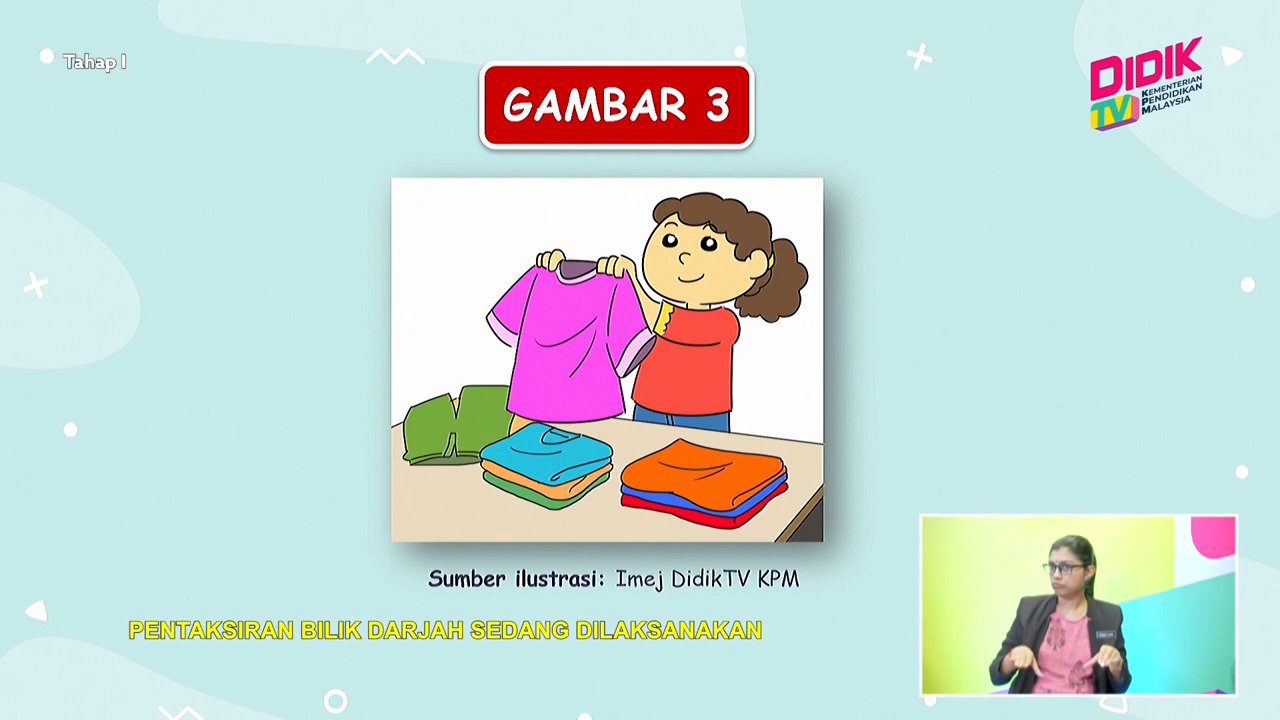 Tahap I
GAMBAR 3
DIDIK
TV
KEMENTERIAN
PENDIDIKAN
MALAYSIA
Sumber ilustrasi: Imej DidikTV KPM
PENTAKSIRAN BILIK DARJAH SEDANG DILAKSANAKAN